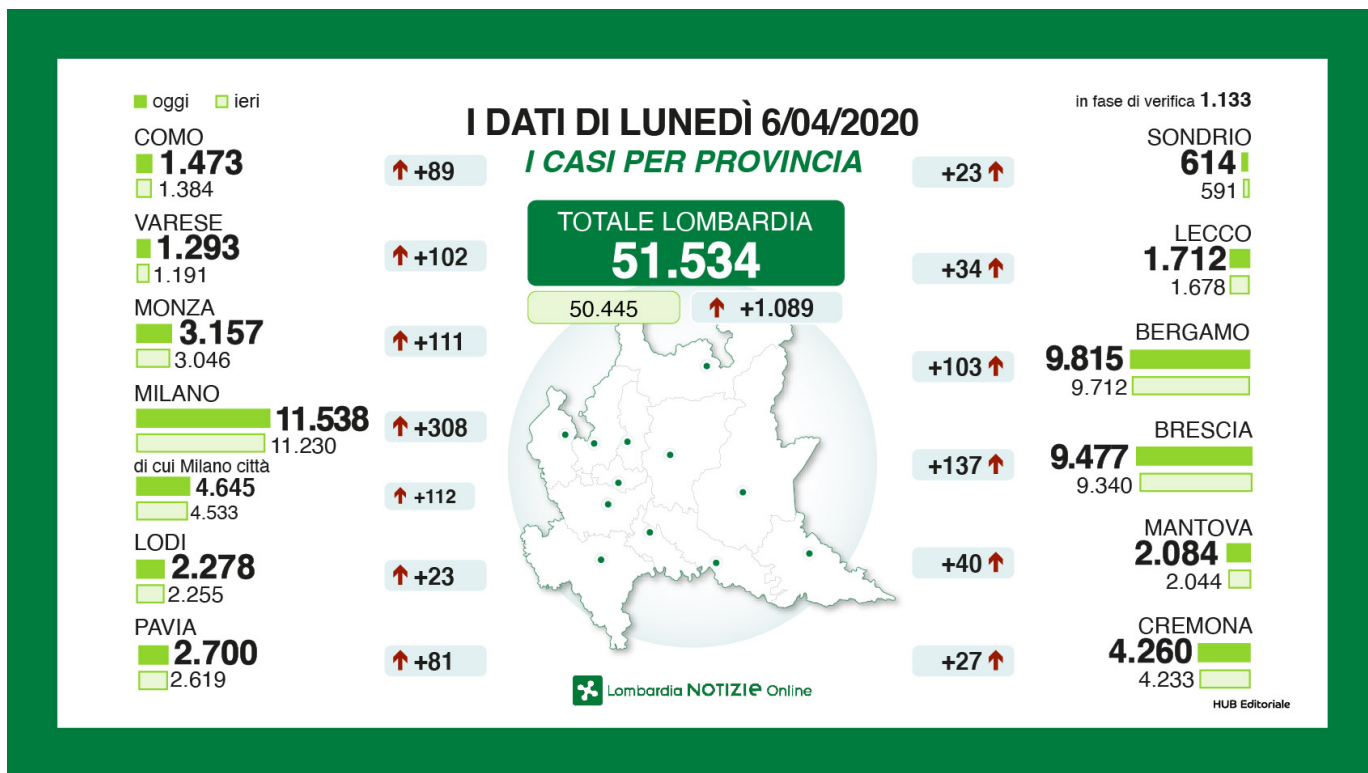 oggi ieri
I DATI DI LUNEDÌ 6/04/2020
I CASI PER PROVINCIA
TOTALE LOMBARDIA
51.534
50.445 +1.089
in fase di verifica 1.133
COMO
1.473
1.384
+89
VARESE
1.293
1.191
+102
MONZA
3.157
3.046
+111
MILANO
11.538
11.230
+308
di cui Milano città
4.645
4.533
+112
LODI
2.278
2.255
+23
PAVIA
2.700
2.619
+81
SONDRIO
614
591
+23
LECCO
1.712
1.678
+34
BERGAMO
9.815
9.712
+103
BRESCIA
9.477
9.340
+137
MANTOVA
2.084
2.044
+40
CREMONA
4.260
4.233
+27
Lombardia NOTIZIE Online
HUB Editoriale